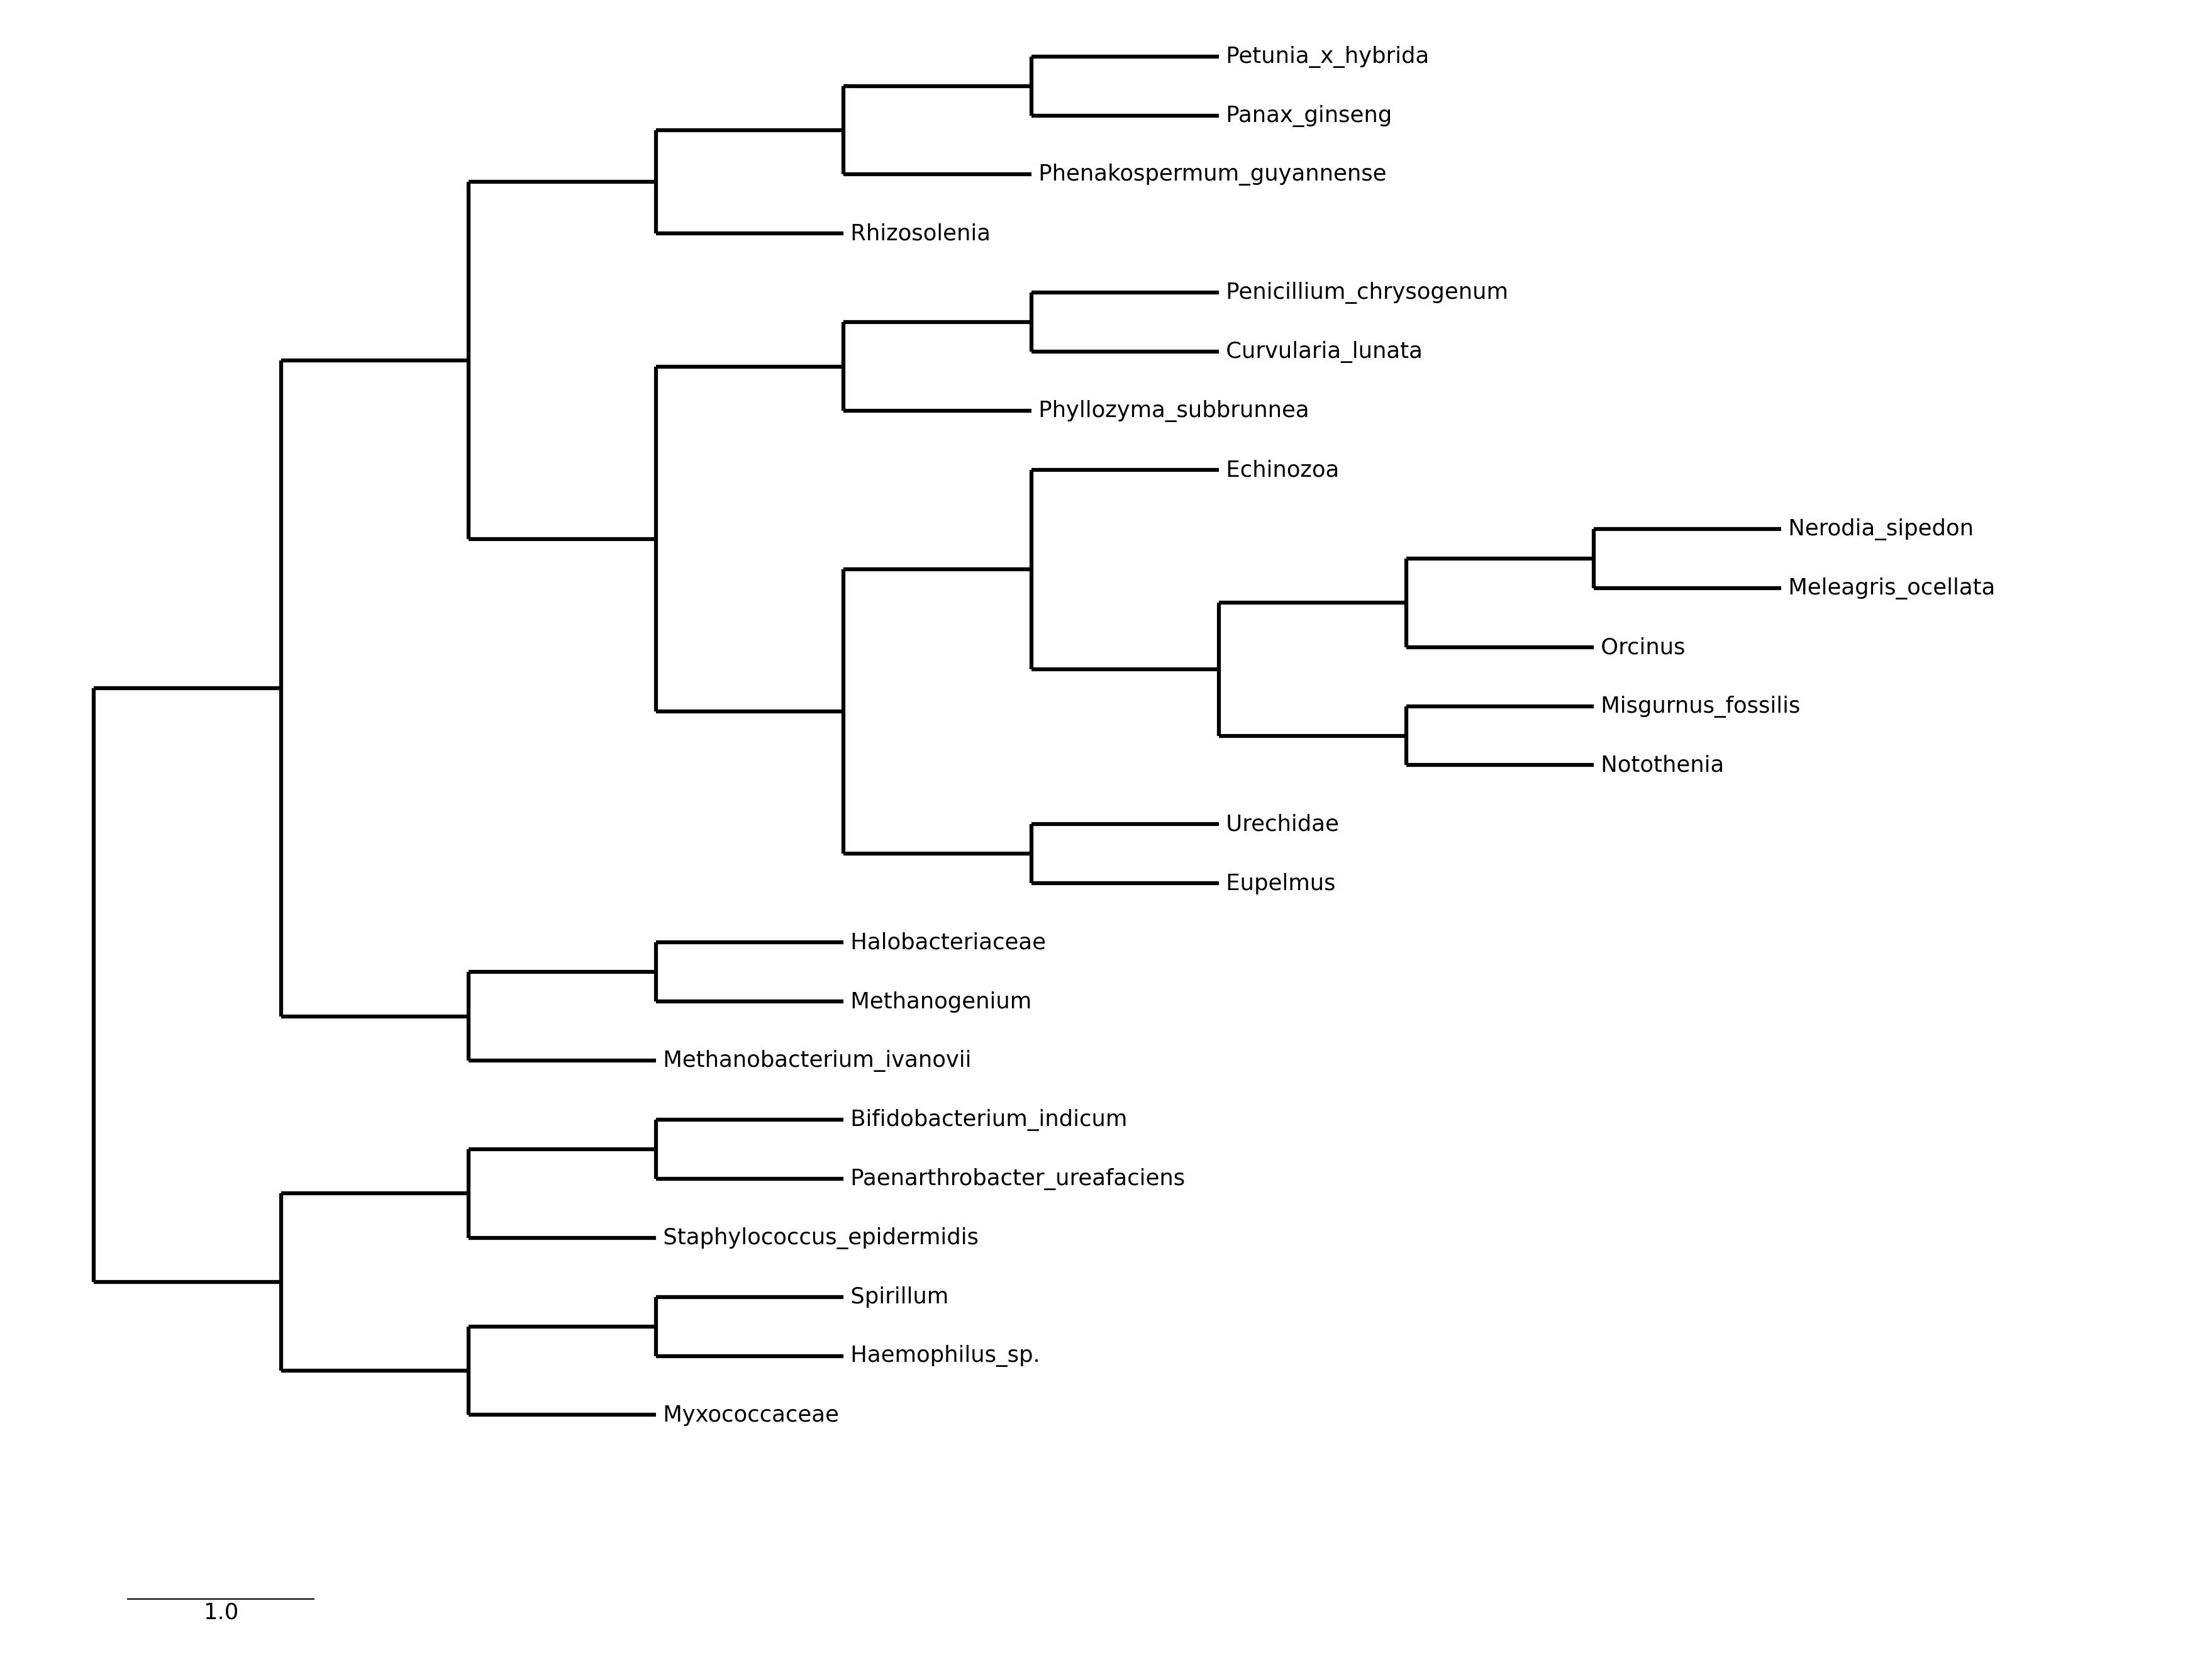 Petunia_x_hybrida
Panax_ginseng
Phenakospermum_guyannense
Rhizosolenia
Penicillium_chrysogenum
Curvularia_lunata
Phyllozyma_subbrunnea
Echinozoa
Nerodia_sipedon
Meleagris_ocellata
Orcinus
Misgurnus_fossilis
Notothenia
Urechidae
Eupelmus
Halobacteriaceae
Methanogenium
Methanobacterium_ivanovii
Bifidobacterium_indicum
Paenarthrobacter_ureafaciens
Staphylococcus_epidermidis
Spirillum
Haemophilus_sp.
Myxococcaceae
1.0